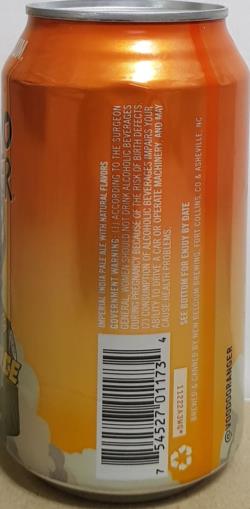 IMPERIAL INDIA PALE ALE WITH NATURAL FLAVORS
GOVERNMENT WARNING: (1) ACCORDING TO THE SURGEON
GENERAL, WOMEN SHOULD NOT DRINK ALCOHOLIC BEVERAGES
DURING PREGNANCY BECAUSE OF THE RISK OF BIRTH DEFECTS.
(2) CONSUMPTION OF ALCOHOLIC BEVERAGES IMPAIRS YOUR
ABILITY TO DRIVE A CAR OR OPERATE MACHINERY, AND MAY
CAUSE HEALTH PROBLEMS.
SEE BOTTOM FOR ENJOY BY DATE
BREWED & CANNED BY NEW BELGIUM BREWING, FORT COLLINS, CO & ASHEVILLE, NC
7 54527 01173 4
@VOODOORANGER